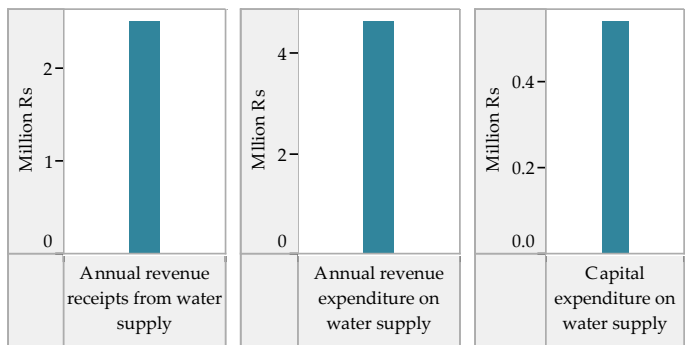 Million Rs
2
1
0
Annual revenue
receipts from water
supply
Mllion Rs
4
2
0
Annual revenue
expenditure on
water supply
Million Rs
0.4
0.2
0.0
Capital
expenditure on
water supply